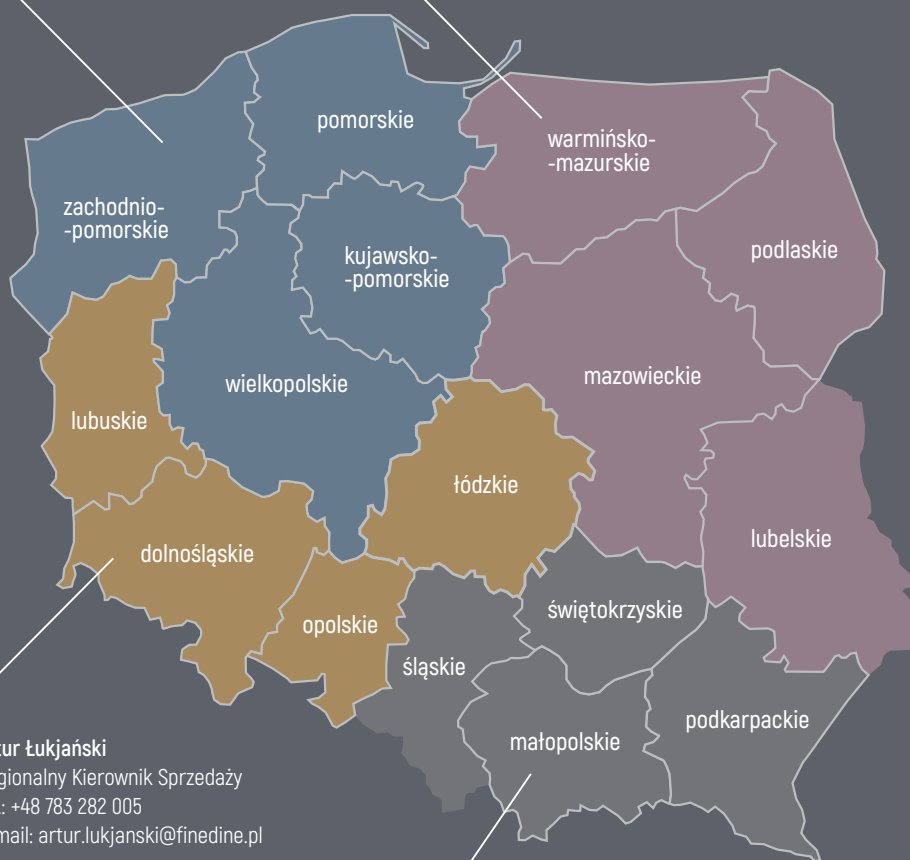 pomorskie
warmińsko-
-mazurskie
zachodnio-
-pomorskie
podlaskie
kujawsko-
-pomorskie
wielkopolskie
mazowieckie
lubuskie
łódzkie
lubelskie
dolnośląskie
świętokrzyskie
opolskie
śląskie
podkarpackie
małopolskie
tur Łukjański
gionalny Kierownik Sprzedaży
.: +48 783 282 005
mail: artur.lukjanski@finedine.pl